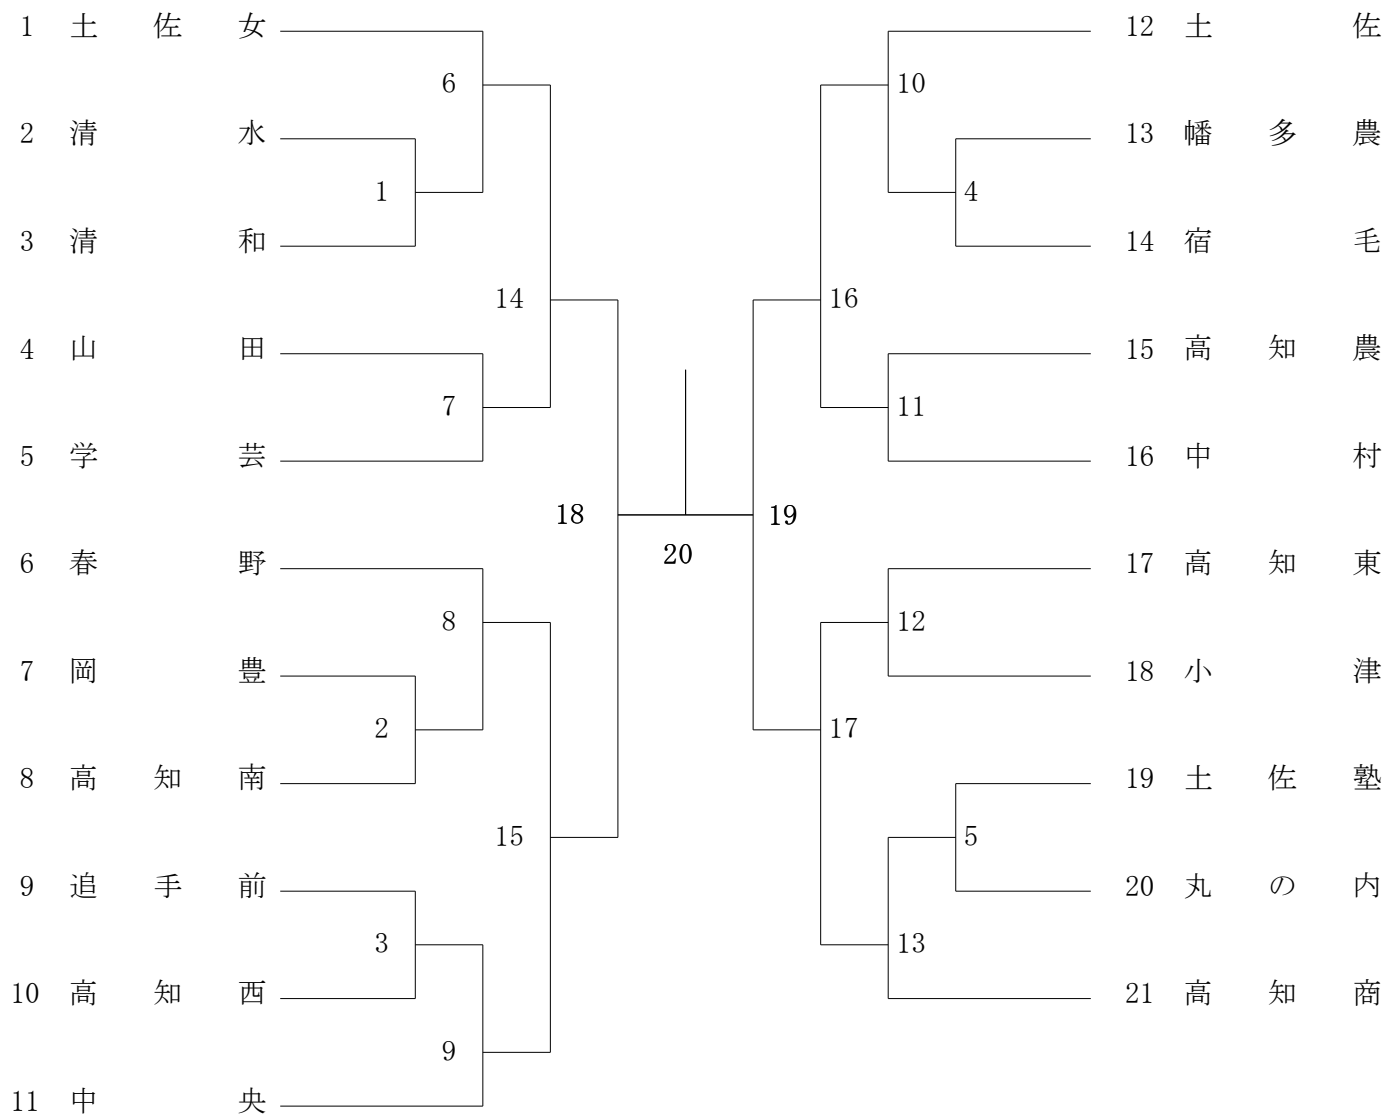 1 土佐女
6
2 清水
1
3 清和
14
4 山田
7
5 学芸
18
6 春野
8
7 岡豊
2
8 高知南
15
9 追手前
3
10 高知西
9
11 中央
20
12 土佐
10
13 幡多農
4
14 宿毛
16
15 高知農
11
16 中村
19
17 高知東
12
18 小津
17
19 土佐塾
5
20 丸の内
13
21 高知商